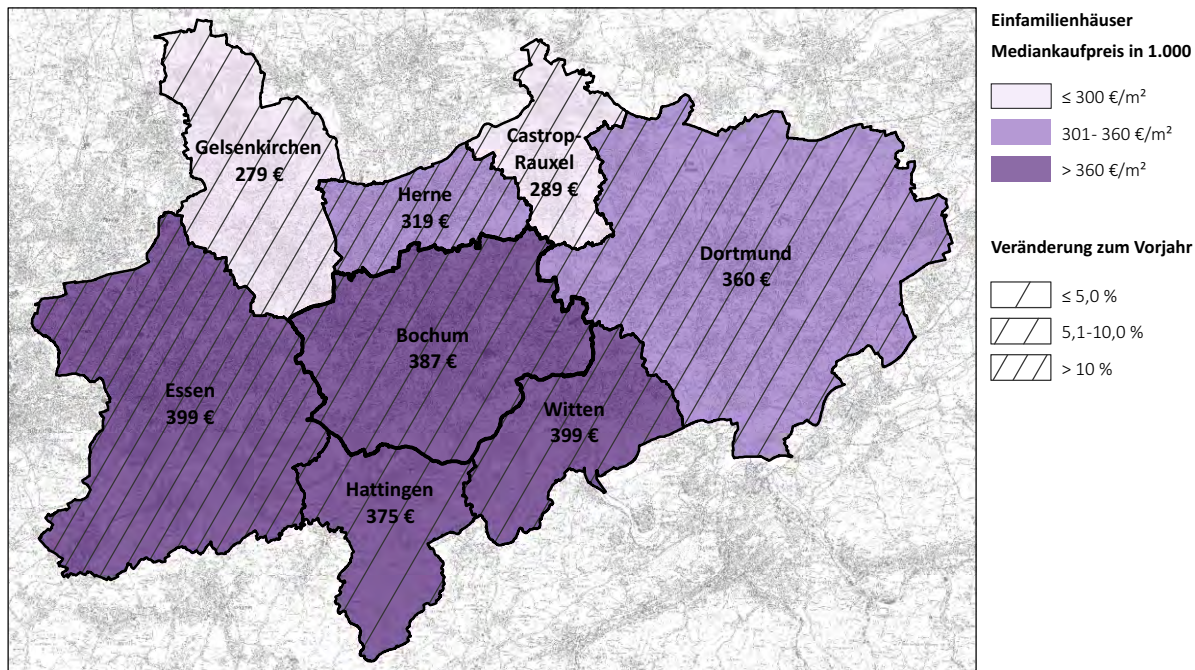 Gelsenkirchen
279 €
Castrop-
Rauxel
289 €
Herne
319 €
Dortmund
360 €
Bochum
387 €
Essen
399 €
Witten
399 €
Hattingen
375 €
Einfamilienhäuser
Mediankaufpreis in 1.000
≤ 300 €/m²
301- 360 €/m²
> 360 €/m²
Veränderung zum Vorjahr
≤ 5,0 %
5,1-10,0 %
> 10 %